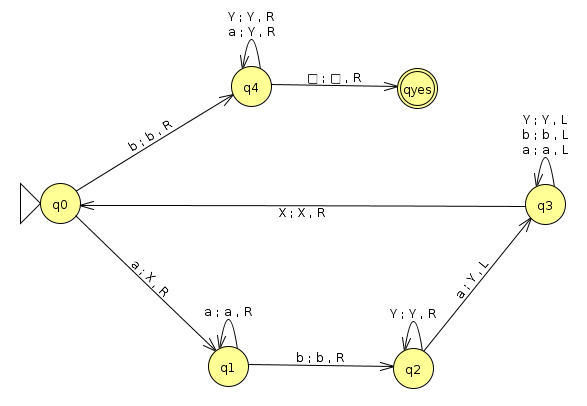 Y ; Y , R
a ; Y , R
q4
□ ; □ , R
qyes
b ; b , R
Y ; Y , L
b ; b , L
a ; a , L
q0
q3
X ; X , R
a ; X , R
a ; Y , L
a ; a , R
Y ; Y , R
q1
b ; b , R
q2